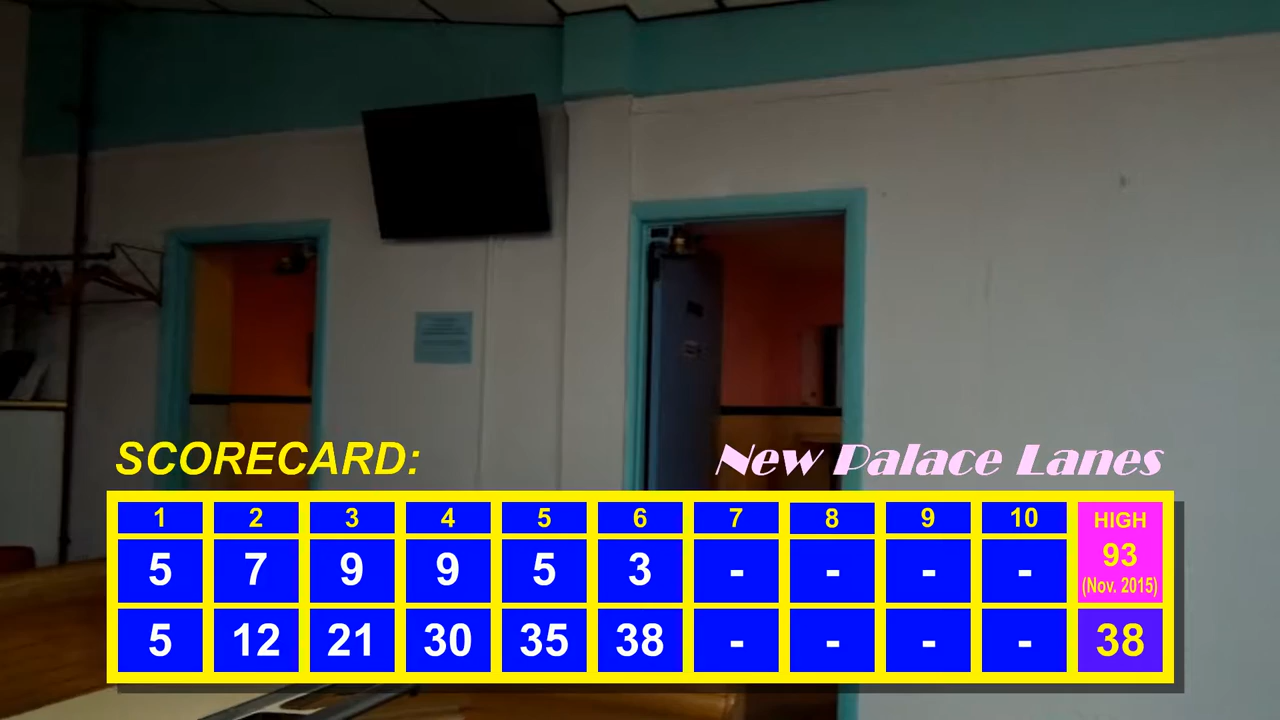 SCORECARD: New Palace Lanes
1 2 3 4 5 6 7 8 9 10 HIGH
5 7 9 9 5 3 - - - - 93
(Nov. 2015)
5 12 21 30 35 38 - - - - 38